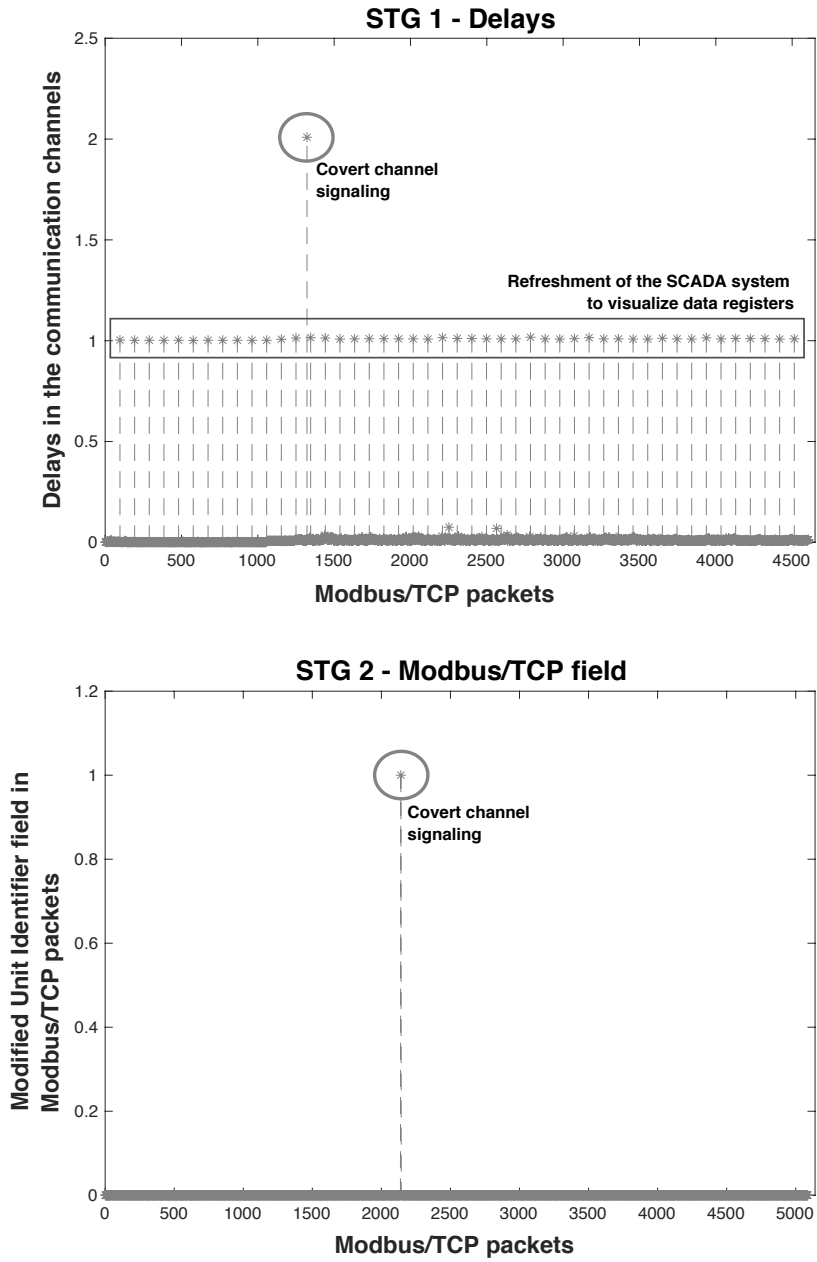 STG 1 - Delays
2.5
2
1.5
1
0.5
0
Delays in the communication channels
Covert channel
signaling
Refreshment of the SCADA system
to visualize data registers
0 500 1000 1500 2000 2500 3000 3500 4000 4500
Modbus/TCP packets
STG 2 - Modbus/TCP field
1.2
1
0.8
0.6
0.4
0.2
0
Modified Unit Identifier field in
Modbus/TCP packets
Covert channel
signaling
0 500 1000 1500 2000 2500 3000 3500 4000 4500 5000
Modbus/TCP packets